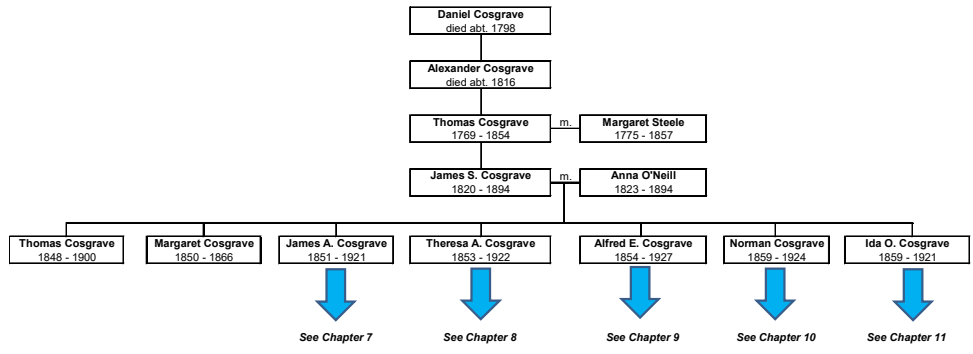 Daniel Cosgrave
died abt. 1798
Alexander Cosgrave
died abt. 1816
Thomas Cosgrave
1769 - 1854
m.
Margaret Steele
1775 - 1857
James S. Cosgrave
1820 - 1894
m.
Anna O'Neill
1823 - 1894
Thomas Cosgrave
1848 - 1900
Margaret Cosgrave
1850 - 1866
James A. Cosgrave
1851 - 1921
Theresa A. Cosgrave
1853 - 1922
Alfred E. Cosgrave
1854 - 1927
Norman Cosgrave
1859 - 1924
Ida O. Cosgrave
1859 - 1921
See Chapter 7
See Chapter 8
See Chapter 9
See Chapter 10
See Chapter 11